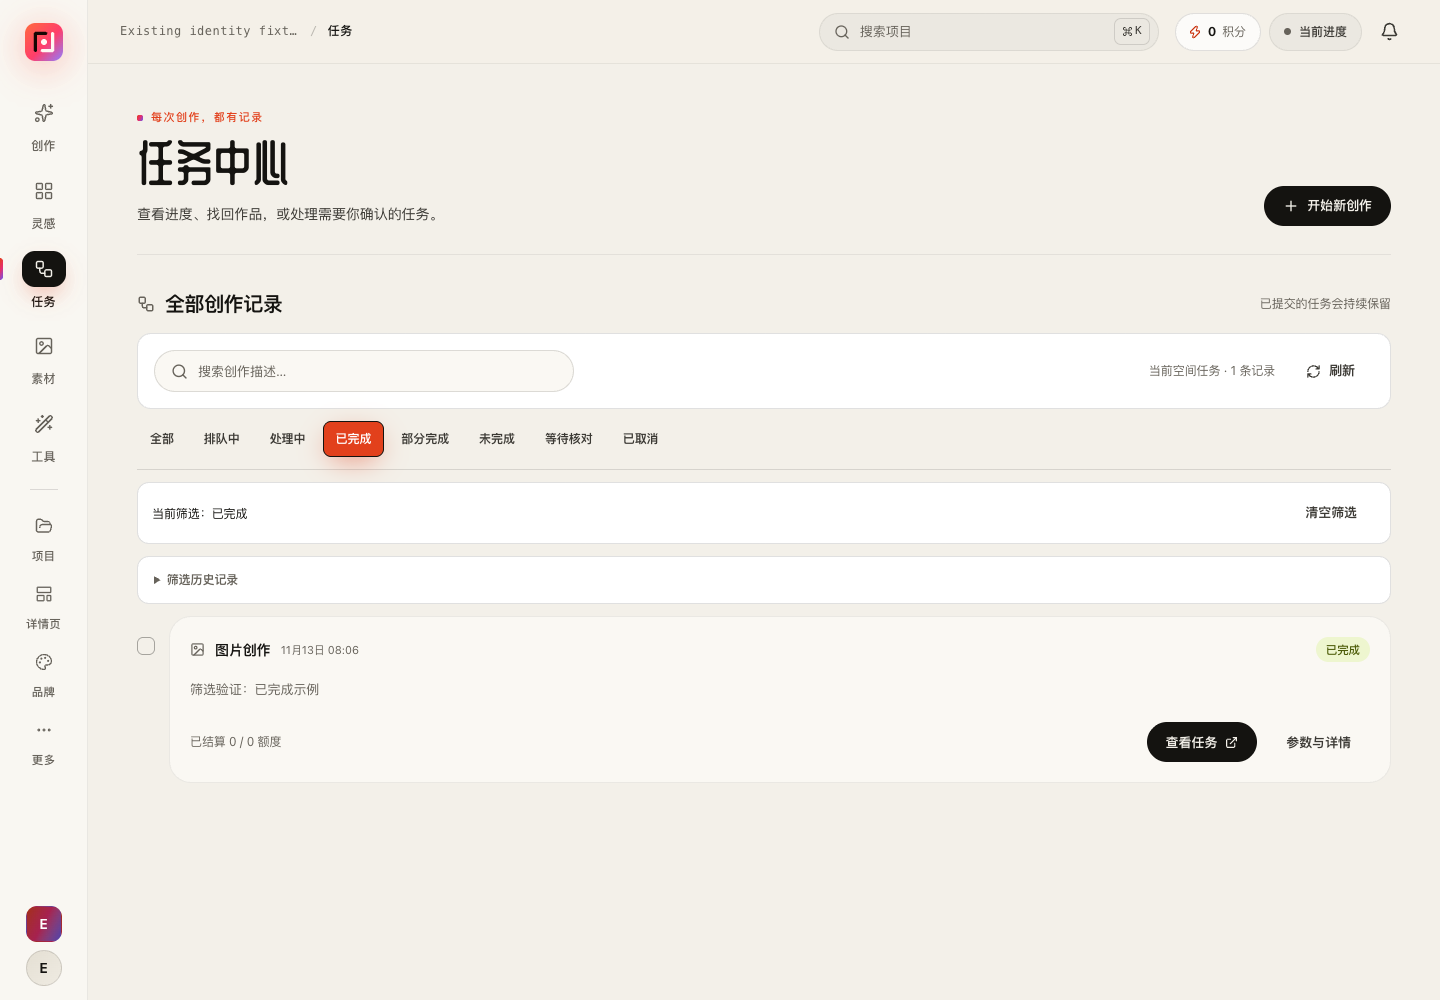 Existing identity fixt… / 任务
搜索项目
⌘K
0 积分
当前进度
创作
灵感
任务
素材
工具
项目
详情页
品牌
更多
E
E
每次创作，都有记录
任务中心
查看进度、找回作品，或处理需要你确认的任务。
开始新创作
全部创作记录
已提交的任务会持续保留
搜索创作描述...
当前空间任务 · 1 条记录
刷新
全部 排队中 处理中 已完成 部分完成 未完成 等待核对 已取消
当前筛选：已完成
清空筛选
筛选历史记录
图片创作 11月13日 08:06
已完成
筛选验证：已完成示例
已结算 0 / 0 额度
查看任务
参数与详情